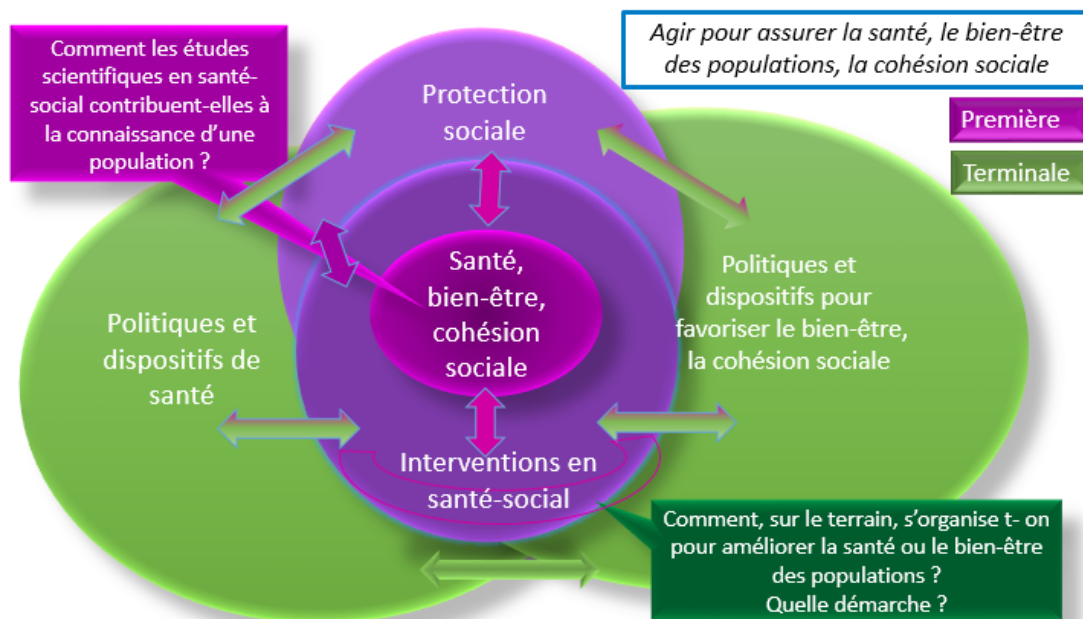 Comment les études
scientifiques en santé-
social contribuent-elles à
la connaissance d'une
population ?
Agir pour assurer la santé, le bien-être
des populations, la cohésion sociale
Première
Terminale
Protection
sociale
Santé,
bien-être,
cohésion
sociale
Politiques et
dispositifs de
santé
Politiques et
dispositifs pour
favoriser le bien-être,
la cohésion sociale
Interventions en
santé-social
Comment, sur le terrain, s'organise t- on
pour améliorer la santé ou le bien-être
des populations ?
Quelle démarche ?